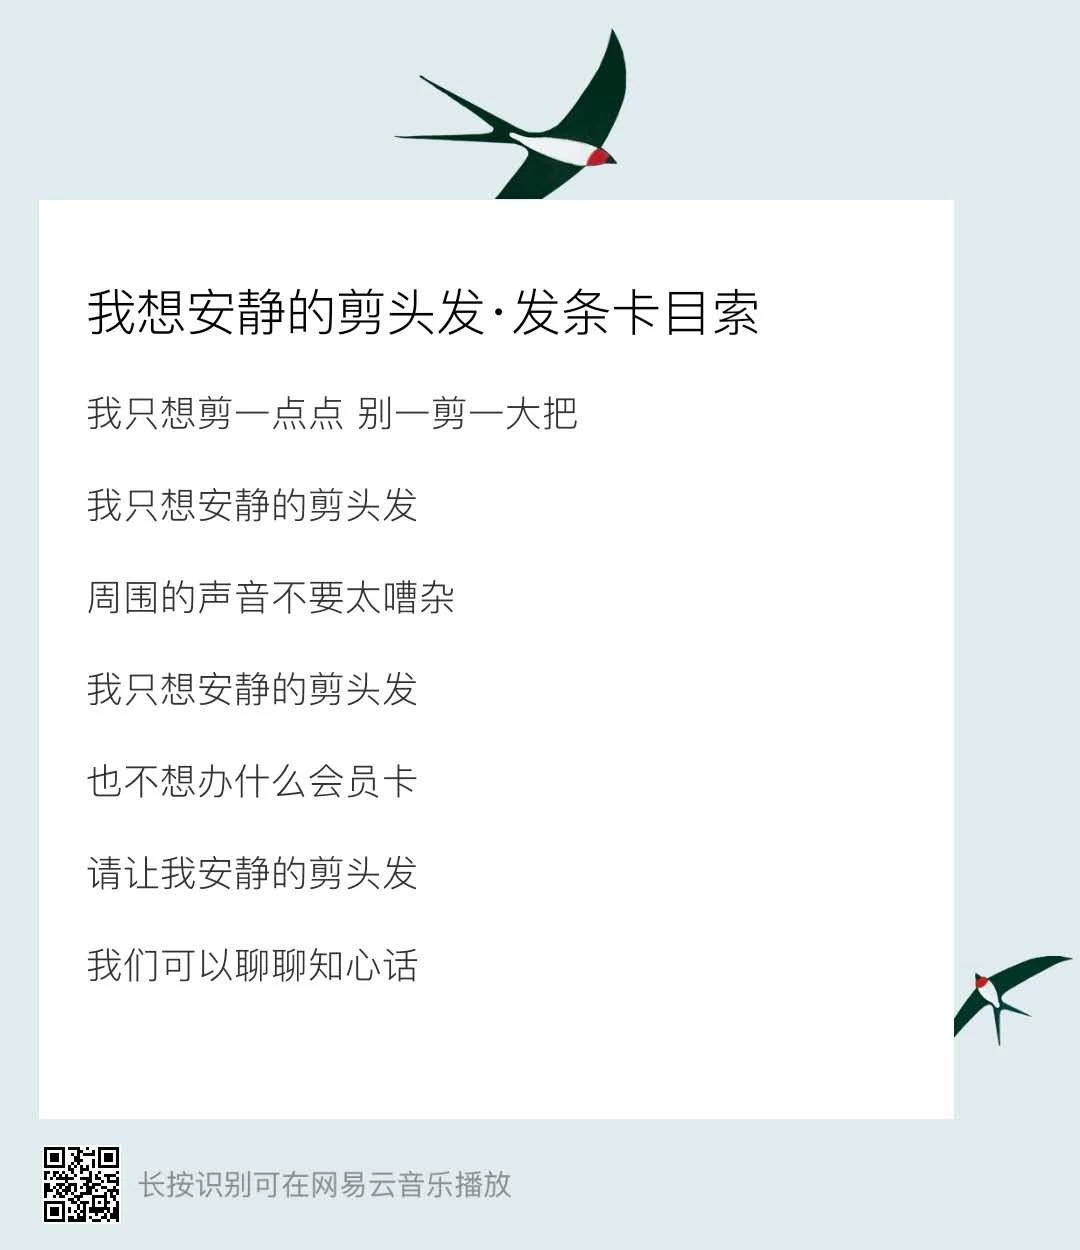 我想安静的剪头发·发条卡目索
我只想剪一点点 别一剪一大把
我只想安静的剪头发
周围的声音不要太嘈杂
我只想安静的剪头发
也不想办什么会员卡
请让我安静的剪头发
我们可以聊聊知心话
长按识别可在网易云音乐播放